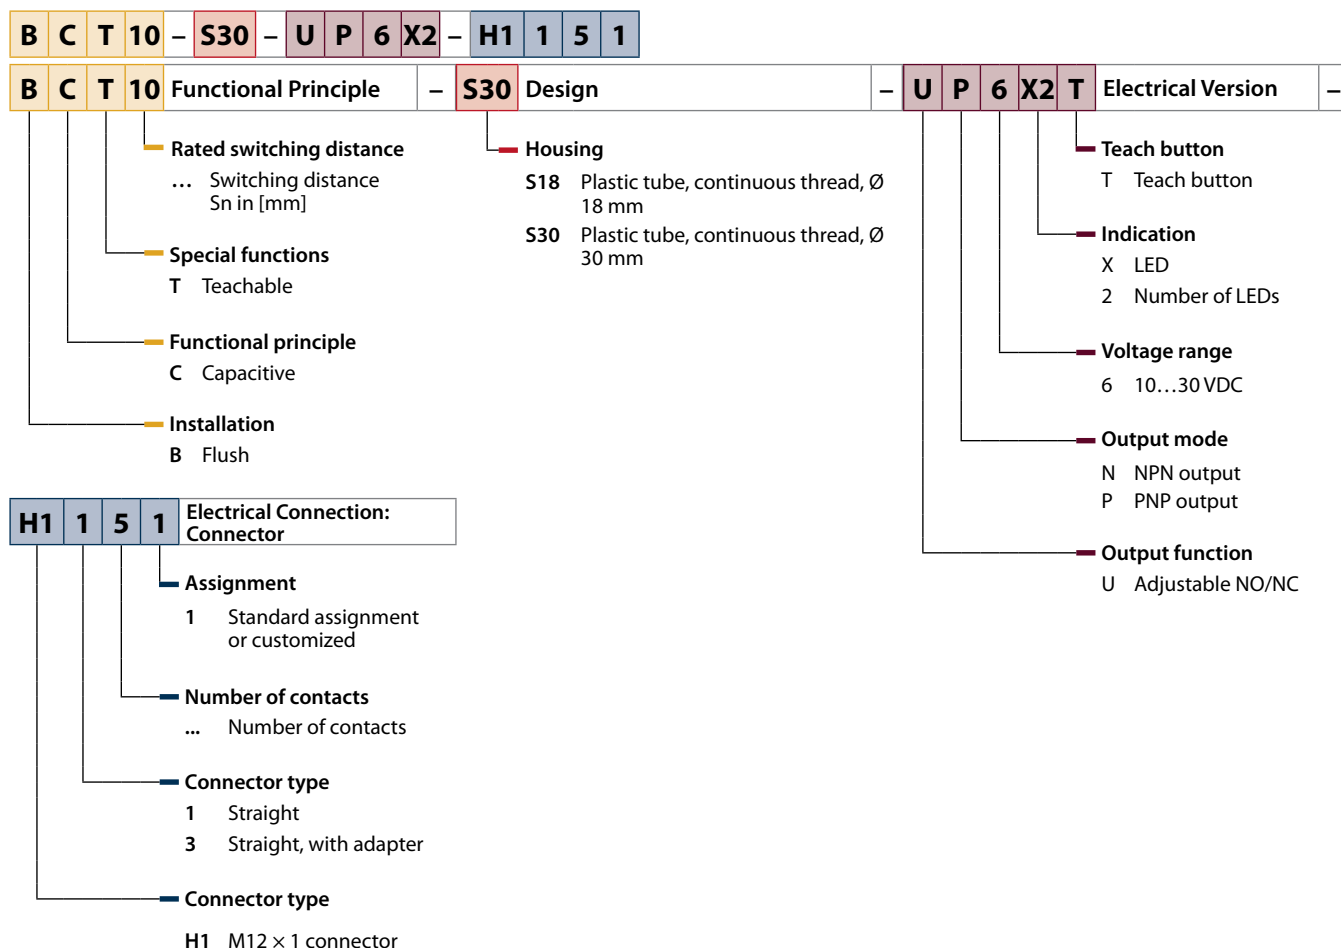 B C T 10 – S30 – U P 6 X2 – H1 1 5 1
B C T 10 Functional Principle – S30 Design – U P 6 X2 T Electrical Version –
Rated switching distance
… Switching distance
Sn in [mm]
Special functions
T Teachable
Functional principle
C Capacitive
Installation
B Flush
Housing
S18 Plastic tube, continuous thread, Ø
18 mm
S30 Plastic tube, continuous thread, Ø
30 mm
Teach button
T Teach button
Indication
X LED
2 Number of LEDs
Voltage range
6 10…30 VDC
Output mode
N NPN output
P PNP output
Output function
U Adjustable NO/NC
H1 1 5 1 Electrical Connection:
Connector
Assignment
1 Standard assignment
or customized
Number of contacts
... Number of contacts
Connector type
1 Straight
3 Straight, with adapter
Connector type
H1 M12 × 1 connector